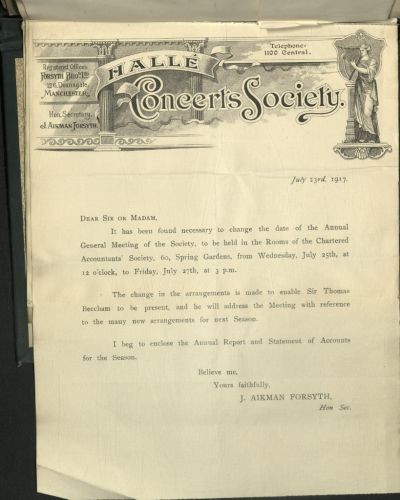 Registered Offices
FORSYTH BROS LTD
126, Deansgate,
MANCHESTER.
Hon. Secretary,
J. AIKMAN FORSYTH.
HALLÉ
Concerts Society.
Telephone:
1100 Central.
July 23rd, 1917.
DEAR SIR OR MADAM,
It has been found necessary to change the date of the Annual
General Meeting of the Society, to be held in the Rooms of the Chartered
Accountants' Society, 60, Spring Gardens, from Wednesday, July 25th, at
12 o'clock, to Friday, July 27th, at 3 p.m.
The change in the arrangements is made to enable Sir Thomas
Beecham to be present, and he will address the Meeting with reference
to the many new arrangements for next Season.
I beg to enclose the Annual Report and Statement of Accounts
for the Season.
Believe me,
Yours faithfully,
J. AIKMAN FORSYTH,
Hon Sec.